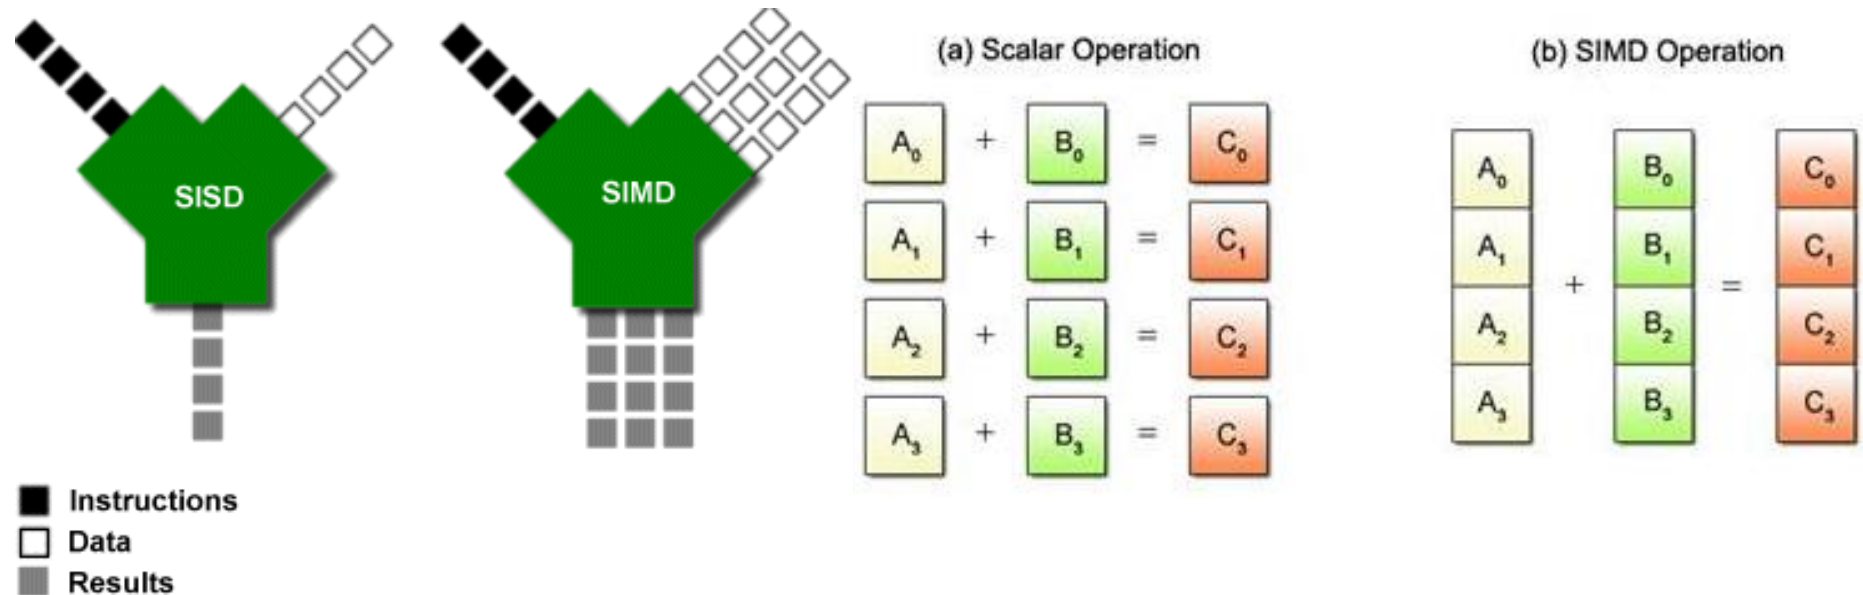 SISD
SIMD
Instructions
Data
Results
(a) Scalar Operation
A₀ + B₀ = C₀
A₁ + B₁ = C₁
A₂ + B₂ = C₂
A₃ + B₃ = C₃
(b) SIMD Operation
A₀ B₀ C₀
A₁ B₁ C₁
+ =
A₂ B₂ C₂
A₃ B₃ C₃